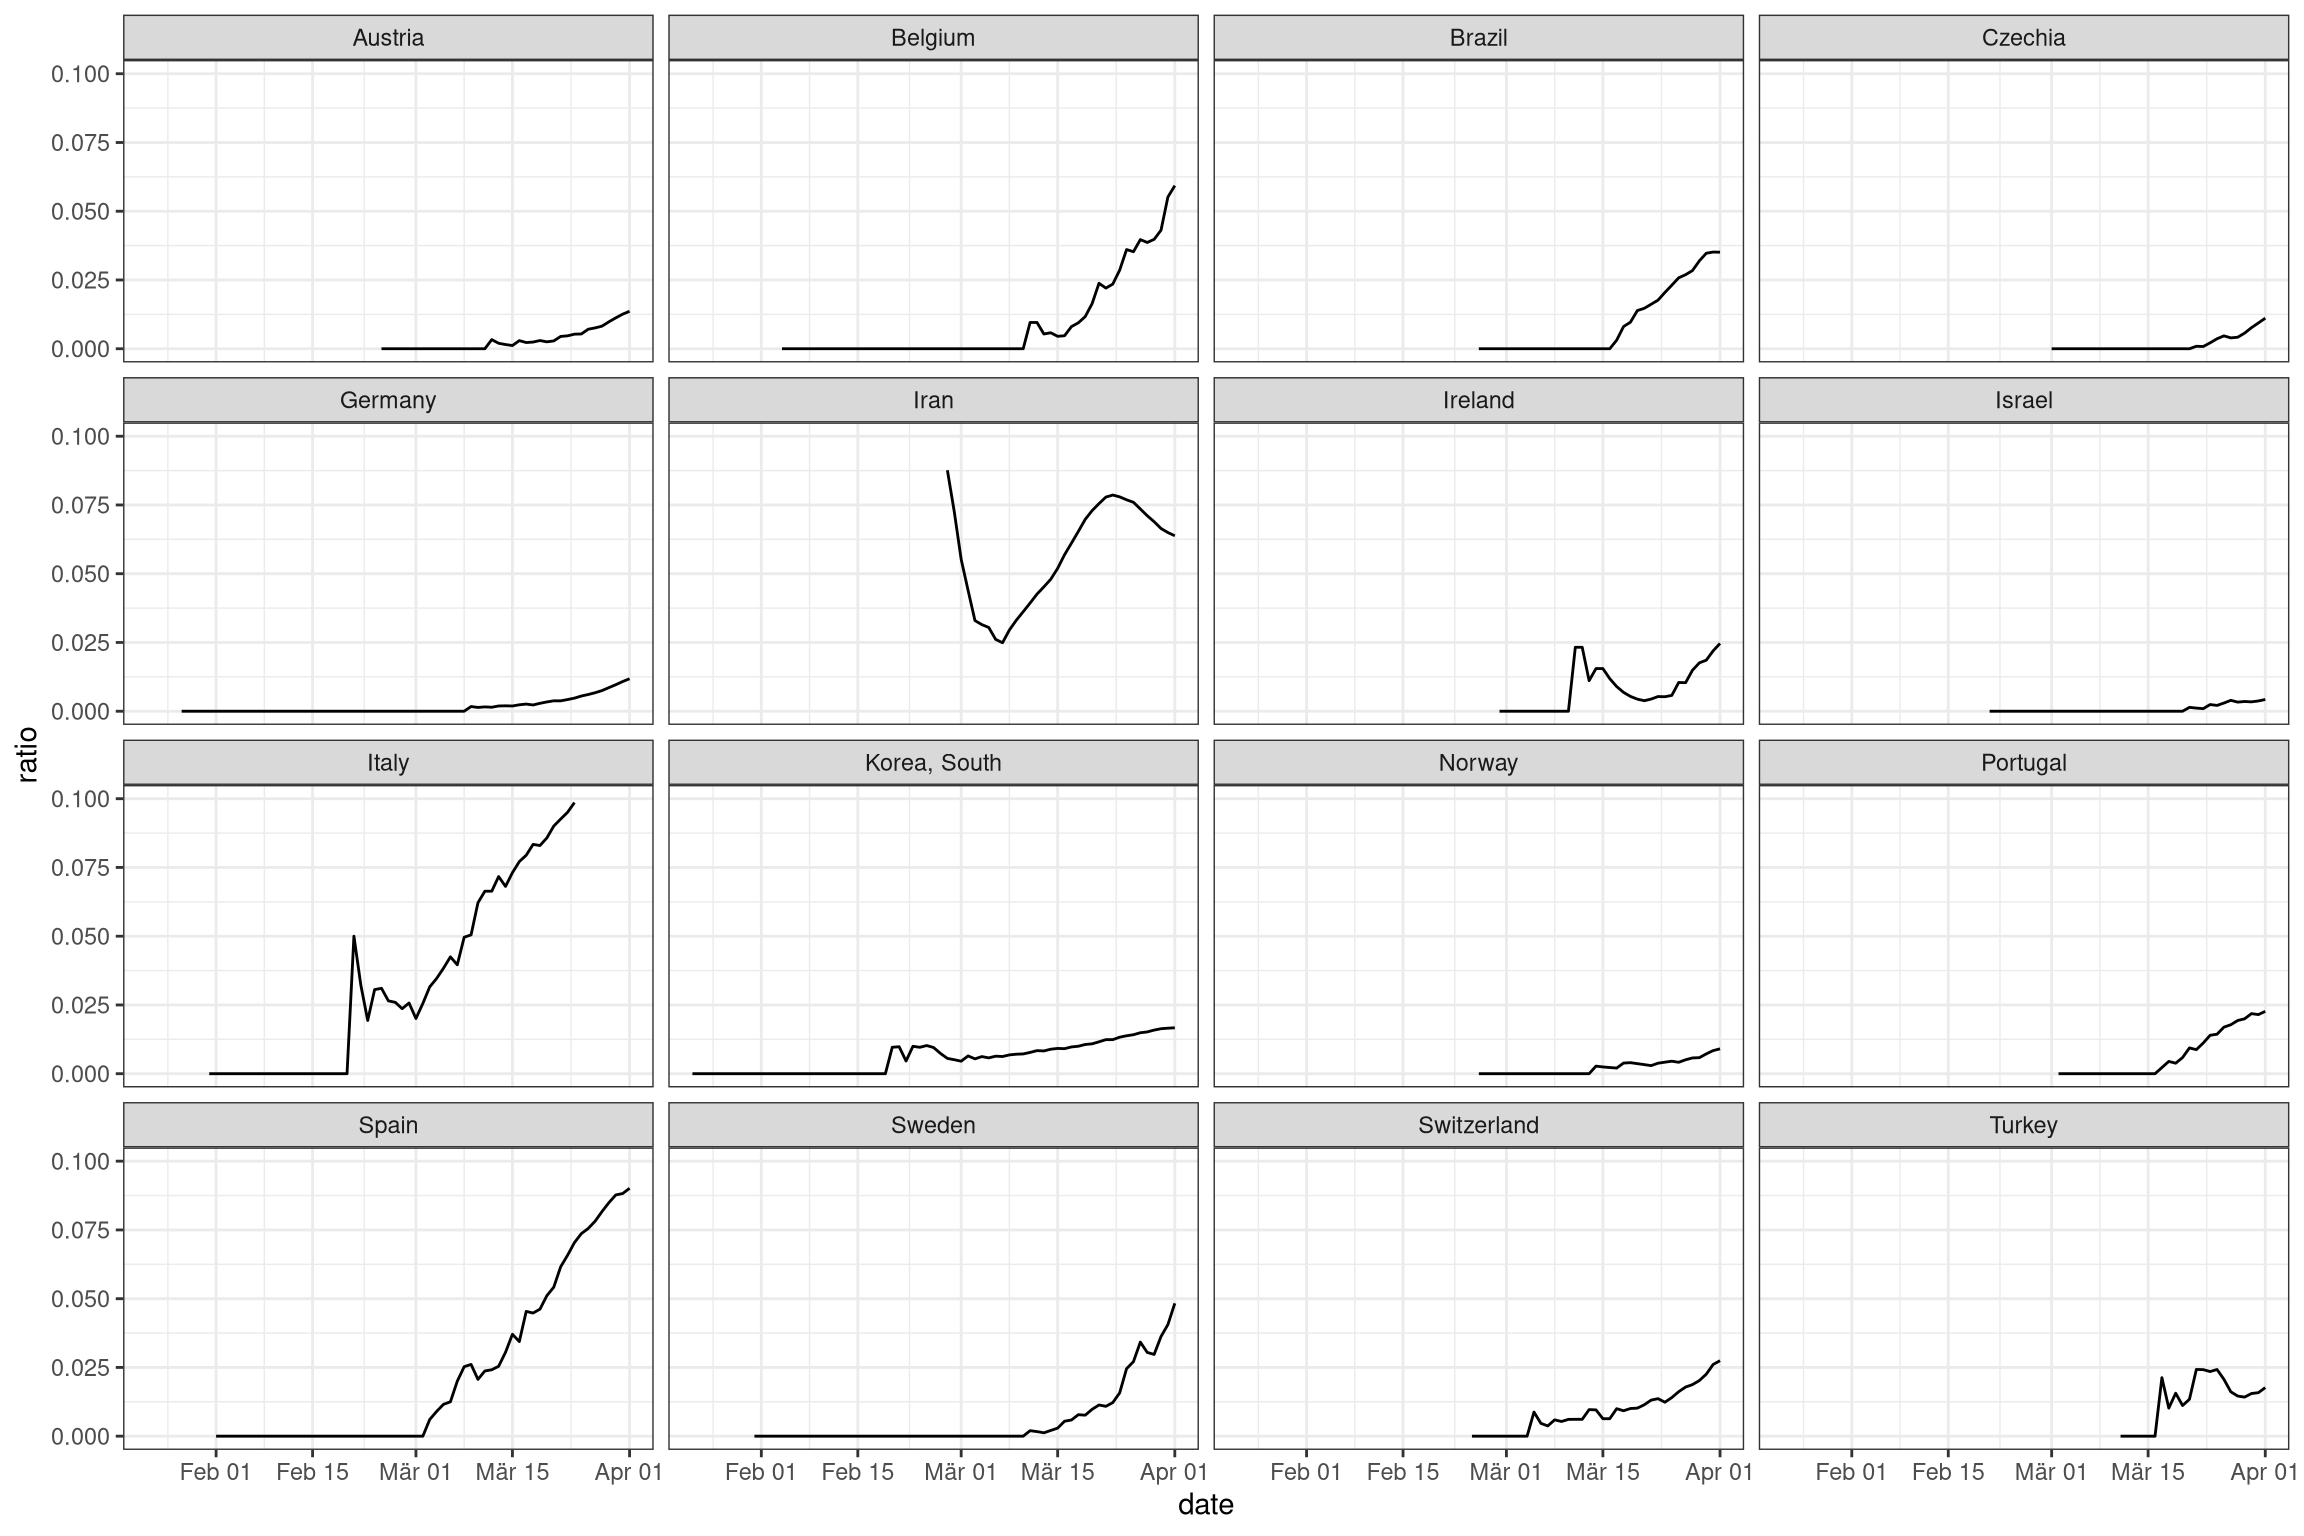 Austria Belgium Brazil Czechia
0.100
0.075
0.050
0.025
0.000
Germany Iran Ireland Israel
0.100
0.075
0.050
0.025
0.000
ratio
Italy Korea, South Norway Portugal
0.100
0.075
0.050
0.025
0.000
Spain Sweden Switzerland Turkey
0.100
0.075
0.050
0.025
0.000
Feb 01 Feb 15 Mär 01 Mär 15 Apr 01 Feb 01 Feb 15 Mär 01 Mär 15 Apr 01 Feb 01 Feb 15 Mär 01 Mär 15 Apr 01 Feb 01 Feb 15 Mär 01 Mär 15 Apr 01
date